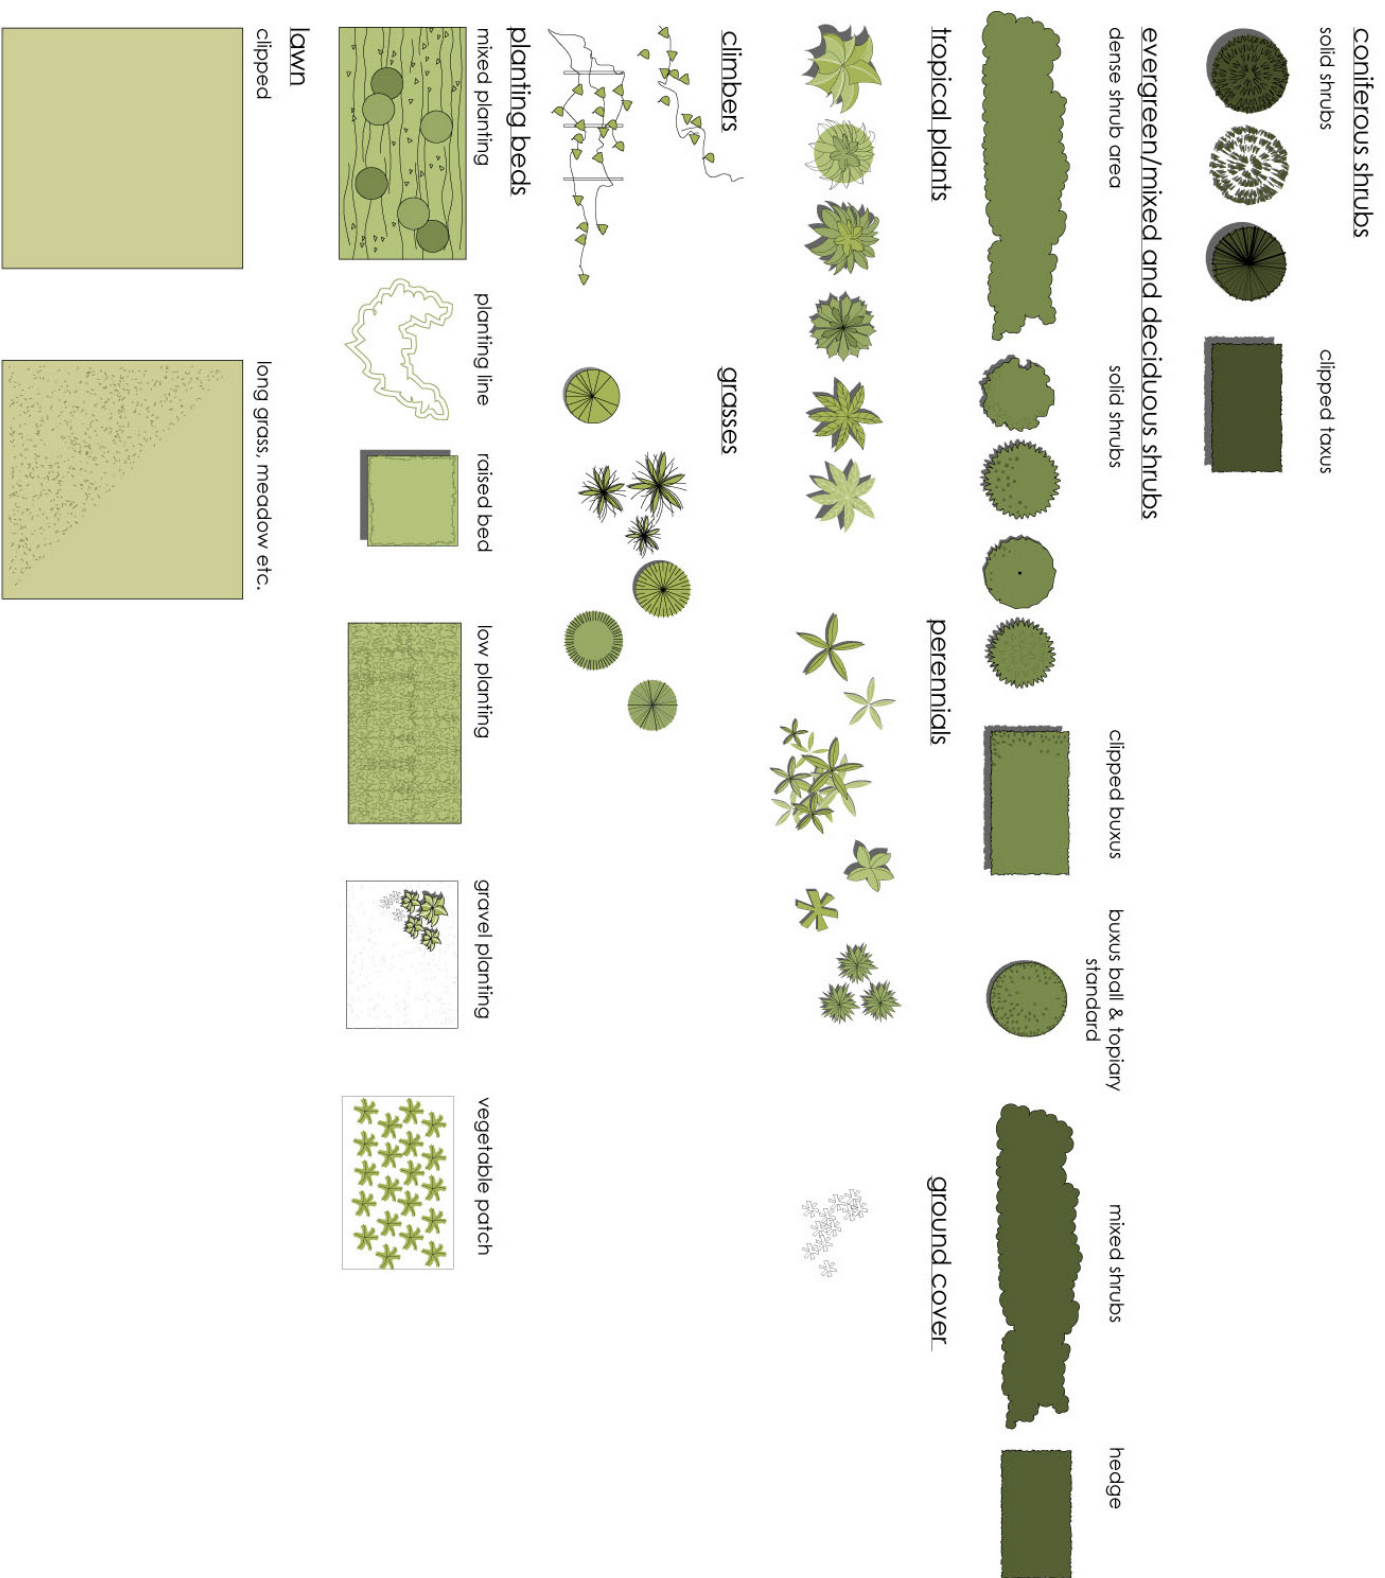 coniferous shrubs
solid shrubs
clipped taxus
evergreen/mixed and deciduous shrubs
dense shrub area
solid shrubs
clipped buxus
buxus ball & topiary
standard
mixed shrubs
hedge
tropical plants
perennials
ground cover
climbers
grasses
planting beds
mixed planting
planting line
raised bed
low planting
gravel planting
vegetable patch
lawn
clipped
long grass, meadow etc.